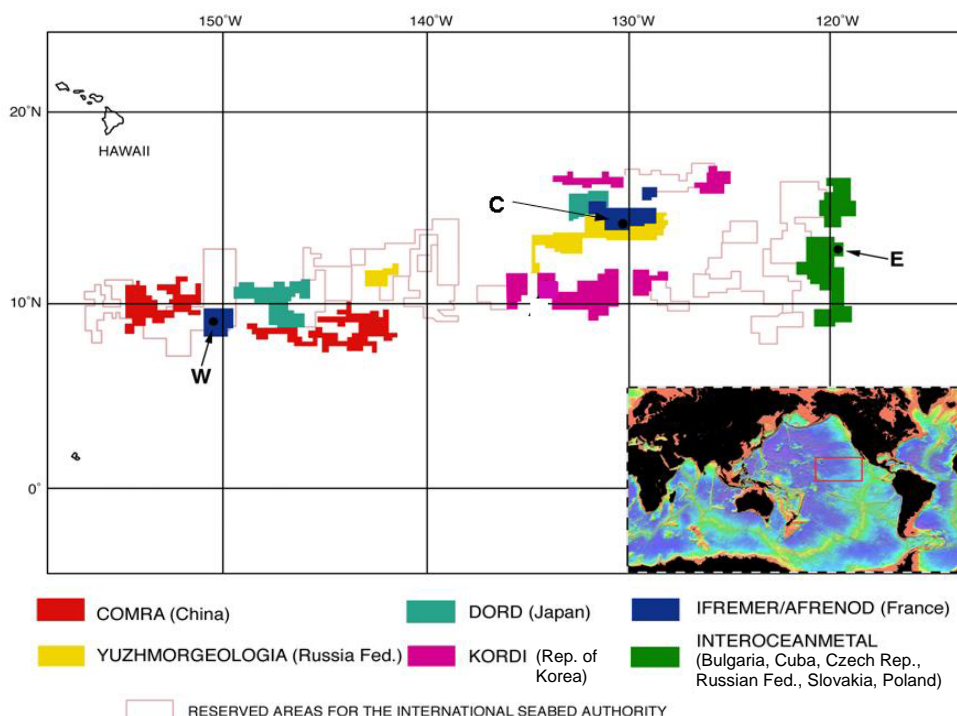 150°W 140°W 130°W 120°W
20°N
HAWAII
C
E
10°N
W
0°
COMRA (China)
DORD (Japan)
IFREMER/AFRENOD (France)
YUZHMORGEOLOGIA (Russia Fed.)
KORDI (Rep. of
Korea)
INTEROCEANMETAL
(Bulgaria, Cuba, Czech Rep.,
Russian Fed., Slovakia, Poland)
RESERVED AREAS FOR THE INTERNATIONAL SEABED AUTHORITY